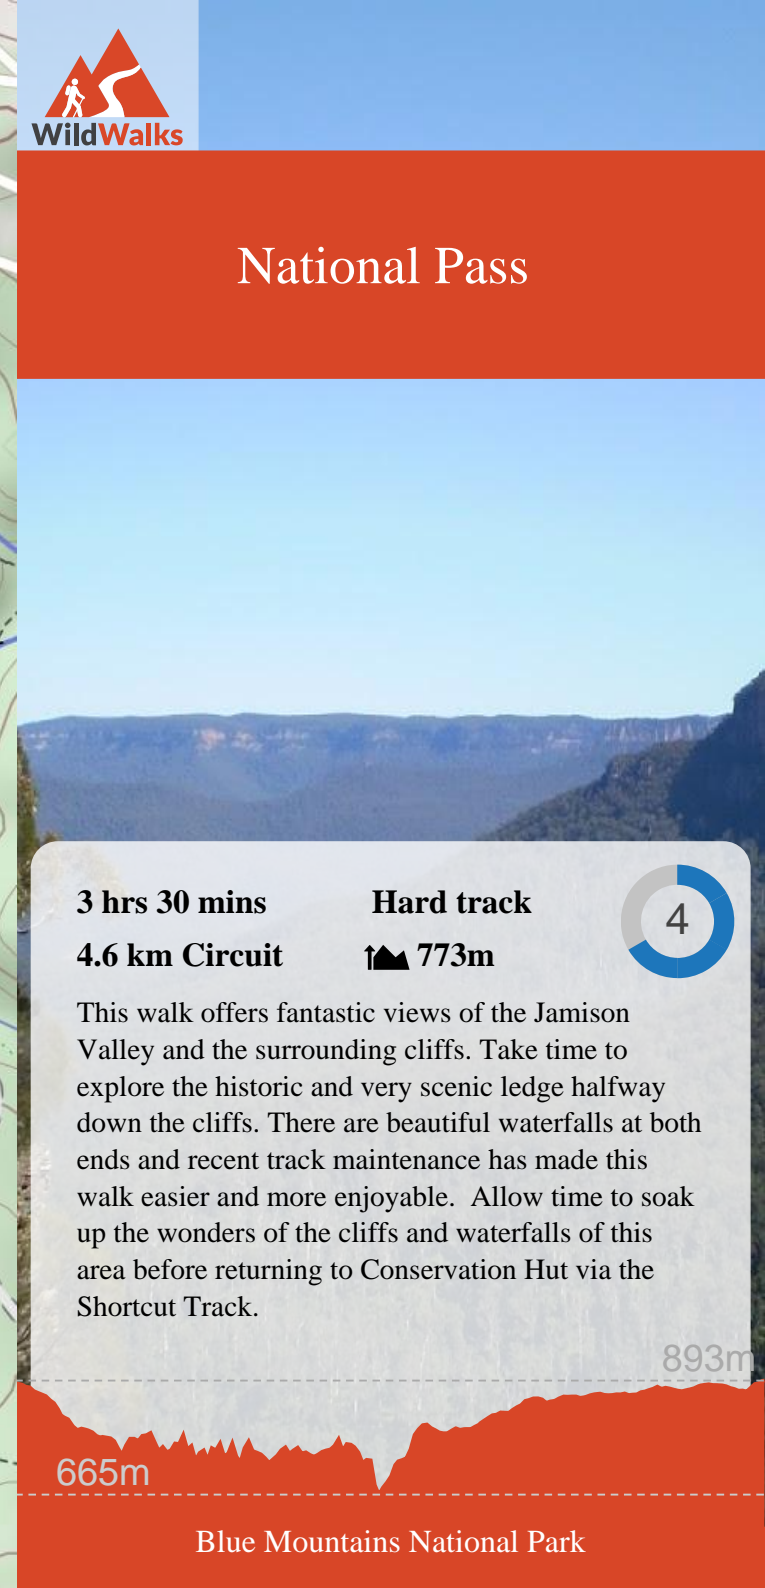 WildWalks
National Pass
3 hrs 30 mins
Hard track
4
4.6 km Circuit
773m
This walk offers fantastic views of the Jamison
Valley and the surrounding cliffs. Take time to
explore the historic and very scenic ledge halfway
down the cliffs. There are beautiful waterfalls at both
ends and recent track maintenance has made this
walk easier and more enjoyable.  Allow time to soak
up the wonders of the cliffs and waterfalls of this
area before returning to Conservation Hut via the
Shortcut Track.
893m
665m
Blue Mountains National Park